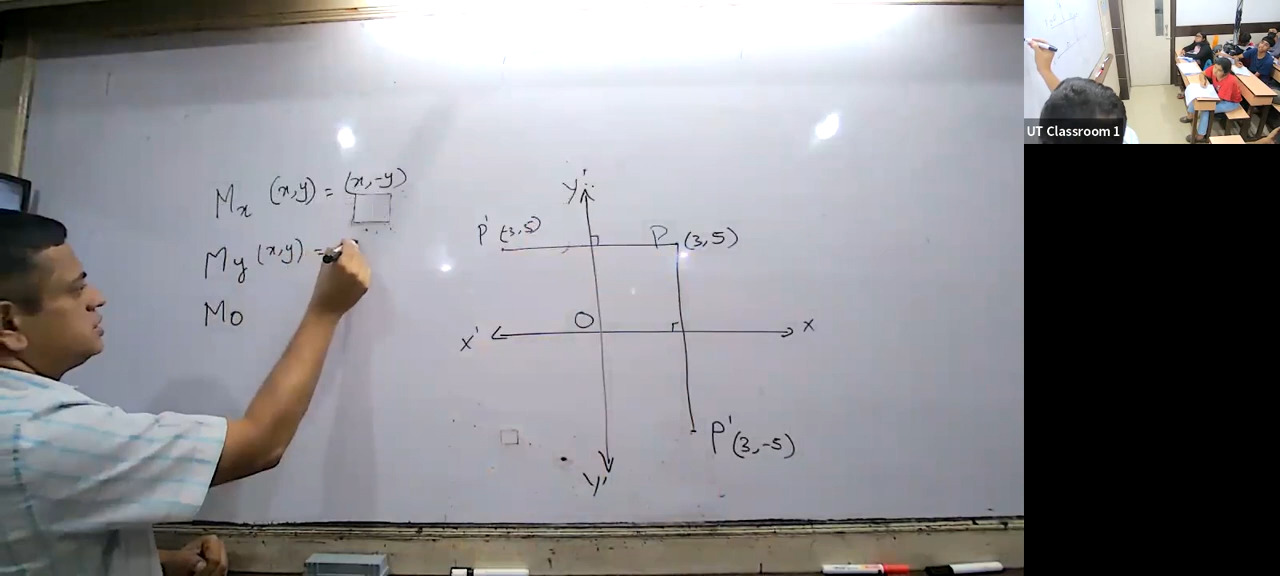 Mx (x,y) = (x,-y)
My (x,y) =
Mo
Y'
P' (3,5)
P (3,5)
O
X'
X
P' (3,-5)
Y'
UT Classroom 1